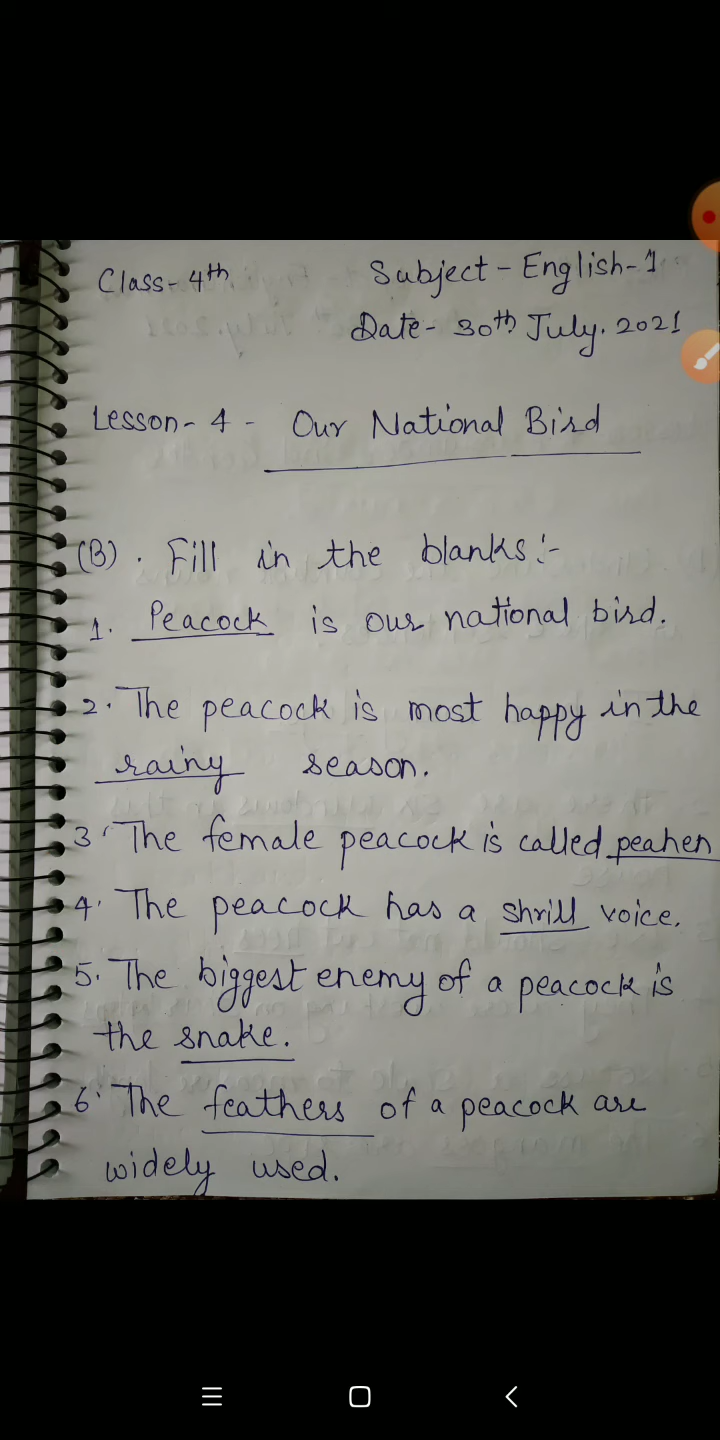 Class- 4th Subject - English-1
Date- 30th July. 2021
Lesson- 4 - Our National Bird
(B). Fill in the blanks:-
1. Peacock is our national bird.
2. The peacock is most happy in the
rainy season.
3. The female peacock is called peahen
4. The peacock has a shrill voice.
5. The biggest enemy of a peacock is
the snake.
6. The feathers of a peacock are
widely used.